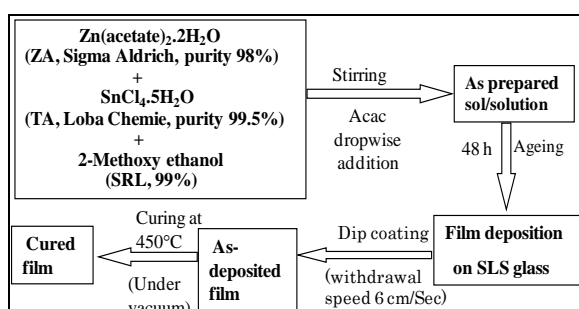 Zn(acetate)₂.2H₂O
(ZA, Sigma Aldrich, purity 98%)
+
SnCl₄.5H₂O
(TA, Loba Chemie, purity 99.5%)
+
2-Methoxy ethanol
(SRL, 99%)
Stirring
Acac
dropwise
addition
As prepared
sol/solution
48 h
Ageing
Film deposition
on SLS glass
Dip coating
(withdrawal
speed 6 cm/Sec)
As-
deposited
film
Curing at
450°C
(Under
vacuum)
Cured
film